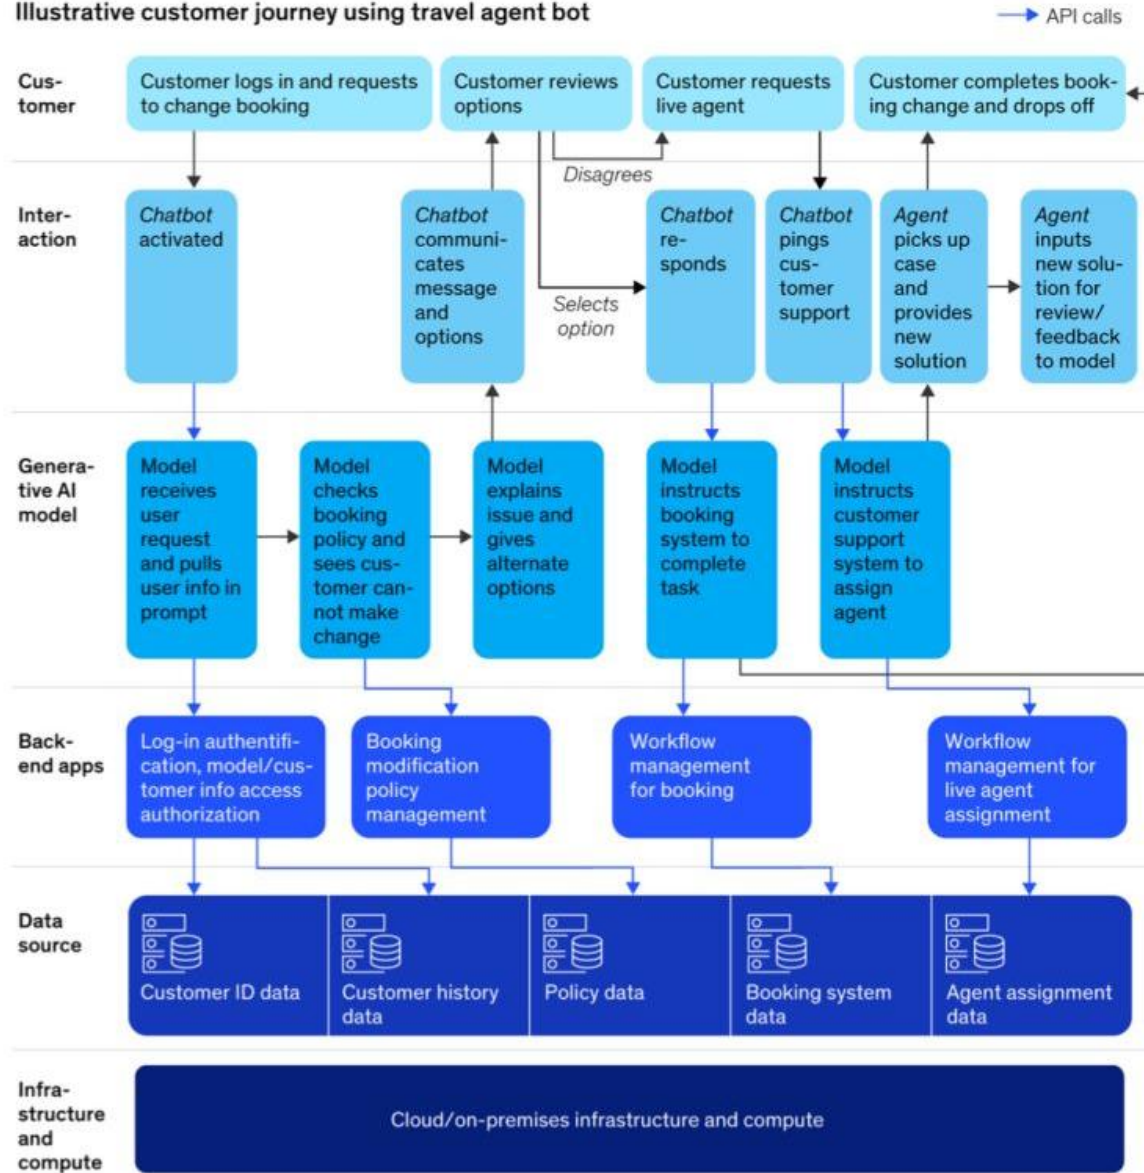 Illustrative customer journey using travel agent bot
API calls
Cus-
tomer
Customer logs in and requests
to change booking
Customer reviews
options
Customer requests
live agent
Customer completes book-
ing change and drops off
Disagrees
Inter-
action
Chatbot
activated
Chatbot
communi-
cates
message
and
options
Selects
option
Chatbot
re-
sponds
Chatbot
pings
cus-
tomer
support
Agent
picks up
case
and
provides
new
solution
Agent
inputs
new solu-
tion for
review/
feedback
to model
Genera-
tive AI
model
Model
receives
user
request
and pulls
user info in
prompt
Model
checks
booking
policy and
sees cus-
tomer can-
not make
change
Model
explains
issue and
gives
alternate
options
Model
instructs
booking
system to
complete
task
Model
instructs
customer
support
system to
assign
agent
Back-
end apps
Log-in authentifi-
cation, model/cus-
tomer info access
authorization
Booking
modification
policy
management
Workflow
management
for booking
Workflow
management for
live agent
assignment
Data
source
Customer ID data
Customer history
data
Policy data
Booking system
data
Agent assignment
data
Infra-
structure
and
compute
Cloud/on-premises infrastructure and compute